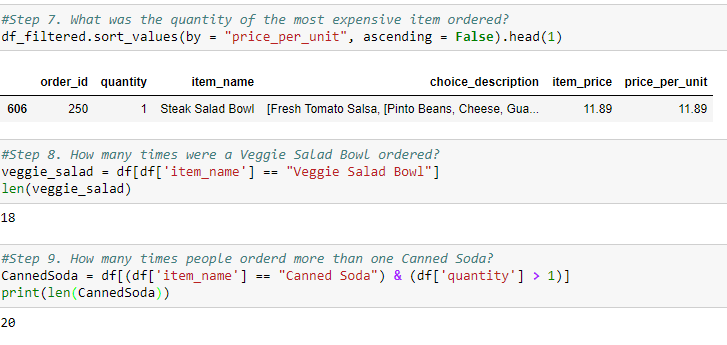 #Step 7. What was the quantity of the most expensive item ordered?
df_filtered.sort_values(by = "price_per_unit", ascending = False).head(1)
order_id quantity item_name choice_description item_price price_per_unit
606 250 1 Steak Salad Bowl [Fresh Tomato Salsa, [Pinto Beans, Cheese, Gua... 11.89 11.89
#Step 8. How many times were a Veggie Salad Bowl ordered?
veggie_salad = df[df['item_name'] == "Veggie Salad Bowl"]
len(veggie_salad)
18
#Step 9. How many times people orderd more than one Canned Soda?
CannedSoda = df[(df['item_name'] == "Canned Soda") & (df['quantity'] > 1)]
print(len(CannedSoda))
20